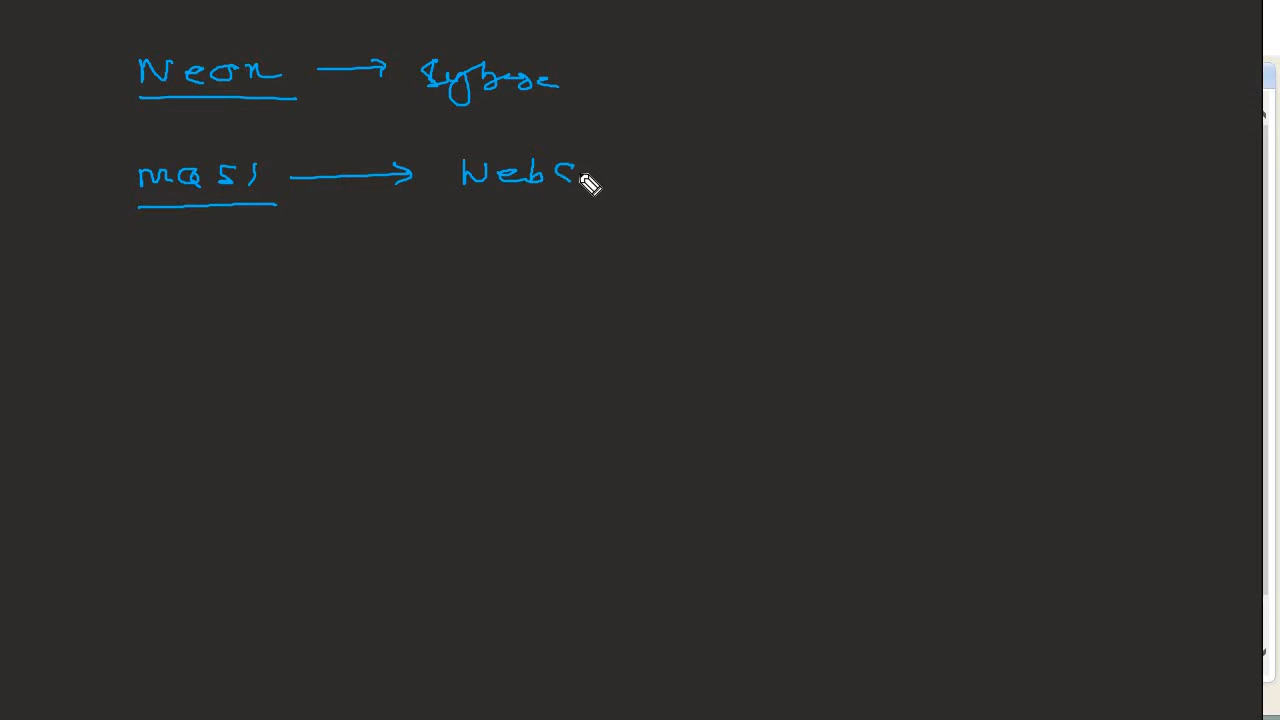 Neon → Sybase
MQSI → WebS